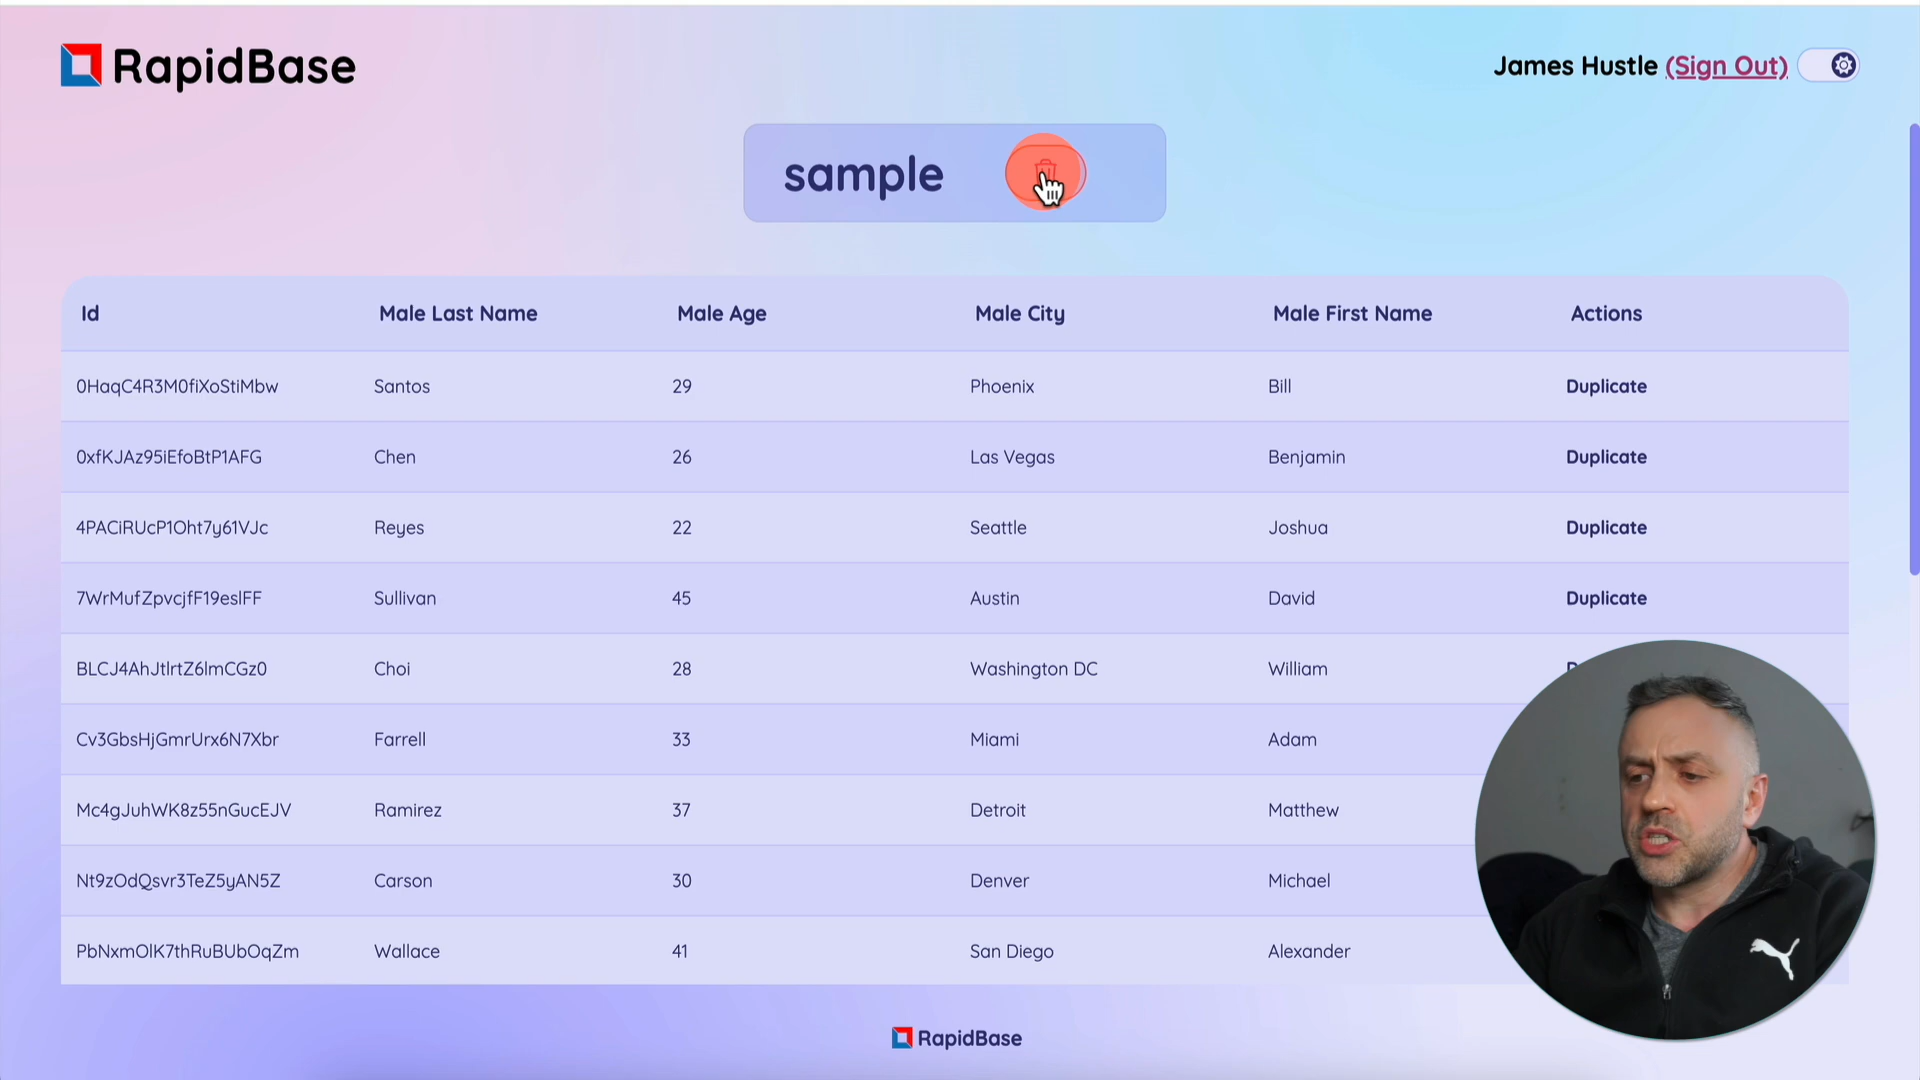 RapidBase
James Hustle (Sign Out)
sample
Id Male Last Name Male Age Male City Male First Name Actions
0HaqC4R3M0fiXoStiMbw Santos 29 Phoenix Bill Duplicate
0xfKJAz95iEfoBtP1AFG Chen 26 Las Vegas Benjamin Duplicate
4PACiRUcP1Oht7y61VJc Reyes 22 Seattle Joshua Duplicate
7WrMufZpvcjfF19eslFF Sullivan 45 Austin David Duplicate
BLCJ4AhJtlrtZ6lmCGz0 Choi 28 Washington DC William
Cv3GbsHjGmrUrx6N7Xbr Farrell 33 Miami Adam
Mc4gJuhWK8z55nGucEJV Ramirez 37 Detroit Matthew
Nt9zOdQsvr3TeZ5yAN5Z Carson 30 Denver Michael
PbNxmOlK7thRuBUbOqZm Wallace 41 San Diego Alexander
RapidBase